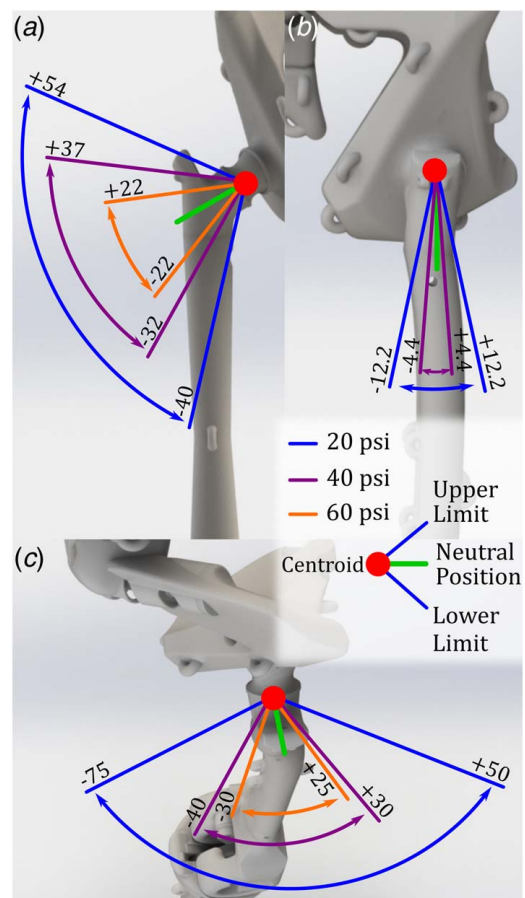 (a)
+54
+37
+22
-22
-32
-40
(b)
-12.2
-4.4
+4.4
+12.2
20 psi
40 psi
60 psi
Upper
Limit
Centroid
Neutral
Position
Lower
Limit
(c)
-75
-40
-30
+25
+30
+50